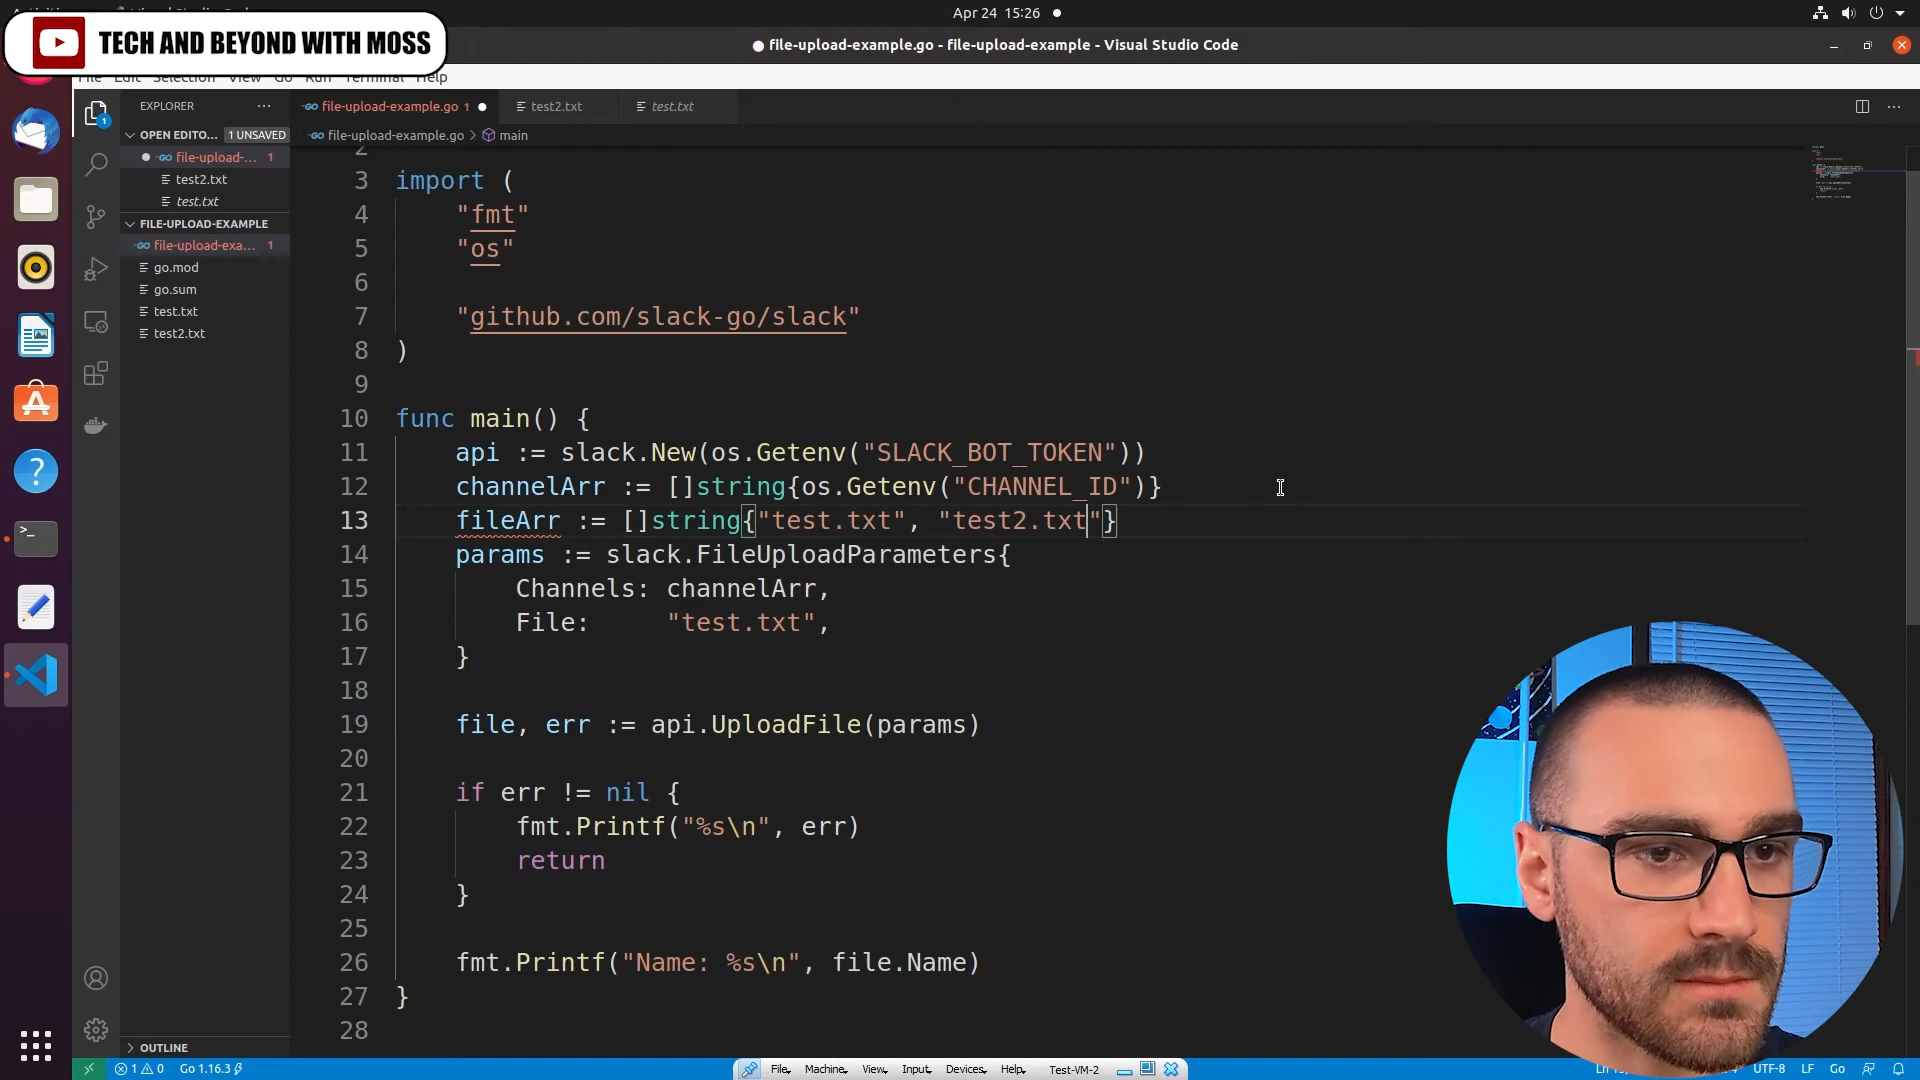 Apr 24 15:26
TECH AND BEYOND WITH MOSS
file-upload-example.go - file-upload-example - Visual Studio Code
File Edit Selection View Go Run Terminal Help
EXPLORER
file-upload-example.go 1
test2.txt
test.txt
OPEN EDITO... 1 UNSAVED
file-upload-example.go > main
file-upload-... 1
test2.txt
test.txt
FILE-UPLOAD-EXAMPLE
file-upload-exa... 1
go.mod
go.sum
test.txt
test2.txt
2
3 import (
4 "fmt"
5 "os"
6
7 "github.com/slack-go/slack"
8 )
9
10 func main() {
11 api := slack.New(os.Getenv("SLACK_BOT_TOKEN"))
12 channelArr := []string{os.Getenv("CHANNEL_ID")}
13 fileArr := []string{"test.txt", "test2.txt"}
14 params := slack.FileUploadParameters{
15 Channels: channelArr,
16 File: "test.txt",
17 }
18
19 file, err := api.UploadFile(params)
20
21 if err != nil {
22 fmt.Printf("%s\n", err)
23 return
24 }
25
26 fmt.Printf("Name: %s\n", file.Name)
27 }
28
OUTLINE
1 0 Go 1.16.3
File Machine View Input Devices Help Test-VM-2
UTF-8 LF Go